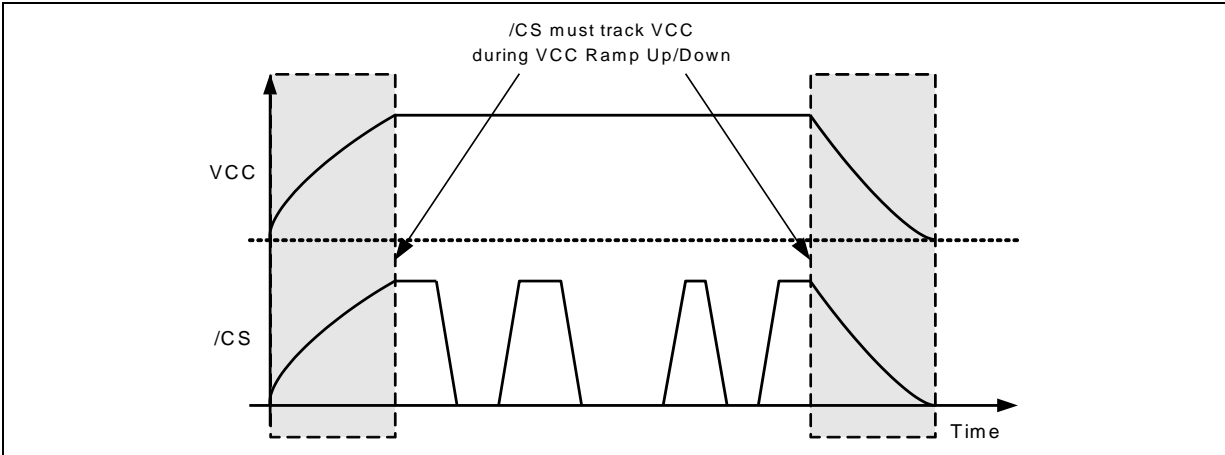 /CS must track VCC
during VCC Ramp Up/Down
VCC
/CS
Time